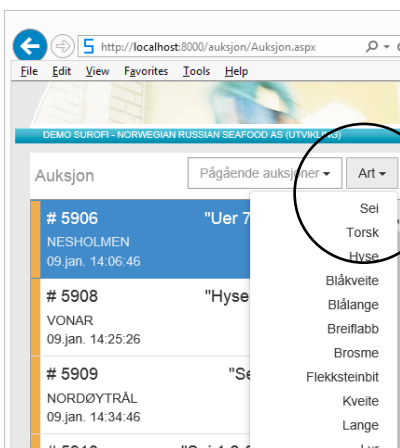 http://localhost:8000/auksjon/Auksjon.aspx
File Edit View Favorites Tools Help
DEMO SUROFI - NORWEGIAN RUSSIAN SEAFOOD AS (UTVIKLING)
Auksjon
Pågående auksjoner
Art
# 5906 "Uer 7
NESHOLMEN
09.jan. 14:06:46
# 5908 "Hyse
VONAR
09.jan. 14:25:26
# 5909 "Se
NORDØYTRÅL
09.jan. 14:34:46
Sei
Torsk
Hyse
Blåkveite
Blålange
Breiflabb
Brosme
Flekksteinbit
Kveite
Lange